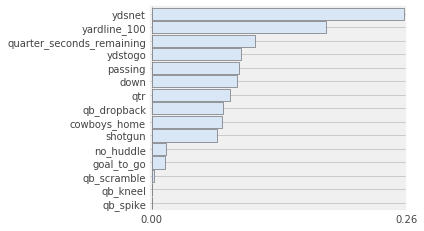 ydsnet
yardline_100
quarter_seconds_remaining
ydstogo
passing
down
qtr
qb_dropback
cowboys_home
shotgun
no_huddle
goal_to_go
qb_scramble
qb_kneel
qb_spike
0.00 0.26